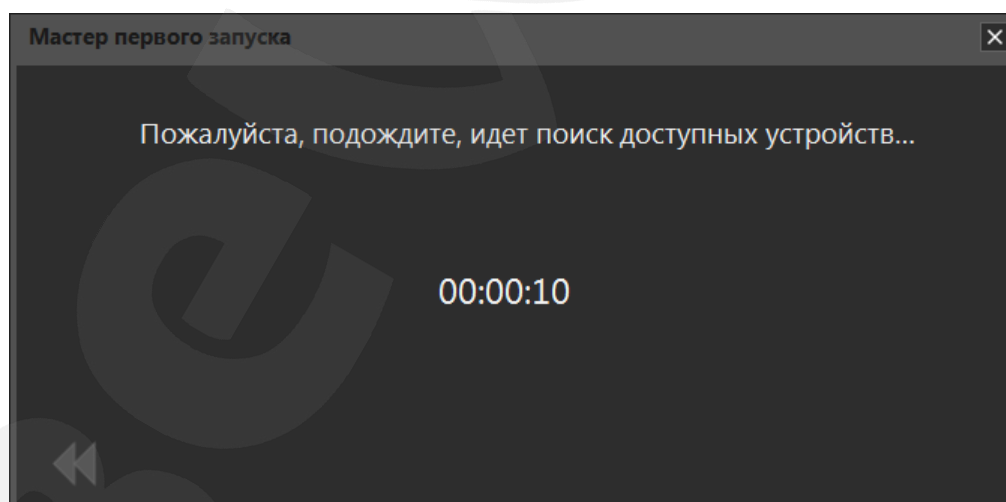 Мастер первого запуска
Пожалуйста, подождите, идет поиск доступных устройств...
00:00:10